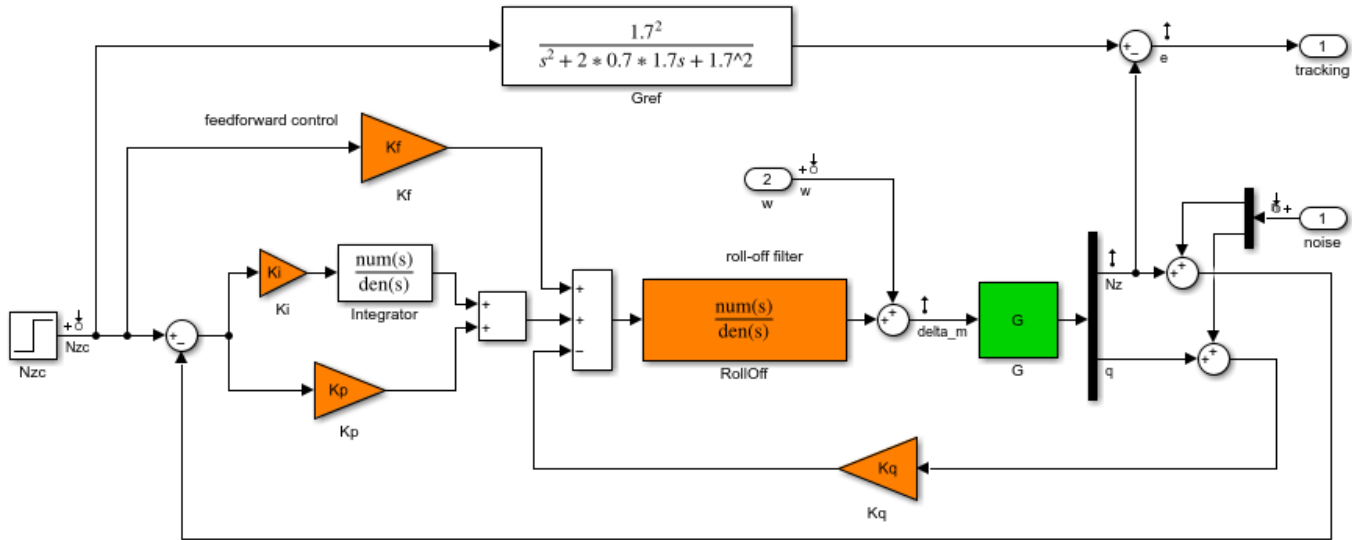 1.7²
s² + 2 * 0.7 * 1.7s + 1.7^2
Gref
+
−
e
1
tracking
feedforward control
Kf
Kf
2
w
+
w
1
noise
+
Ki
Ki
num(s)
den(s)
Integrator
+
+
Nzc
+
Nzc
+
−
Kp
Kp
+
+
−
roll-off filter
num(s)
den(s)
RollOff
+
+
delta_m
G
G
Nz
q
+
+
+
+
Kq
Kq